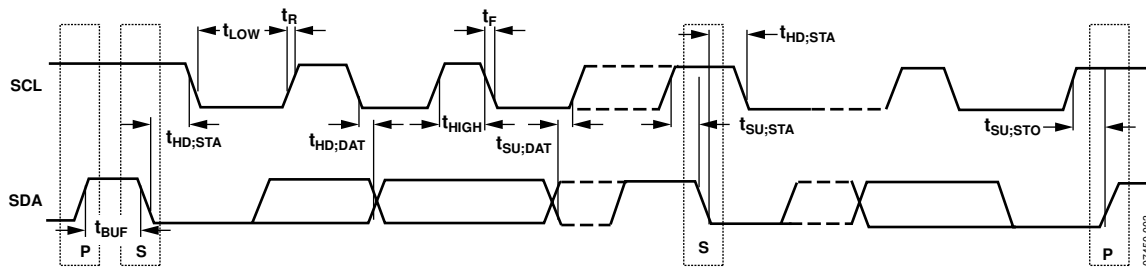 tLOW
tR
tF
tHD;STA
SCL
tHD;STA
tHD;DAT
tHIGH
tSU;DAT
tSU;STA
tSU;STO
SDA
tBUF
P
S
S
P